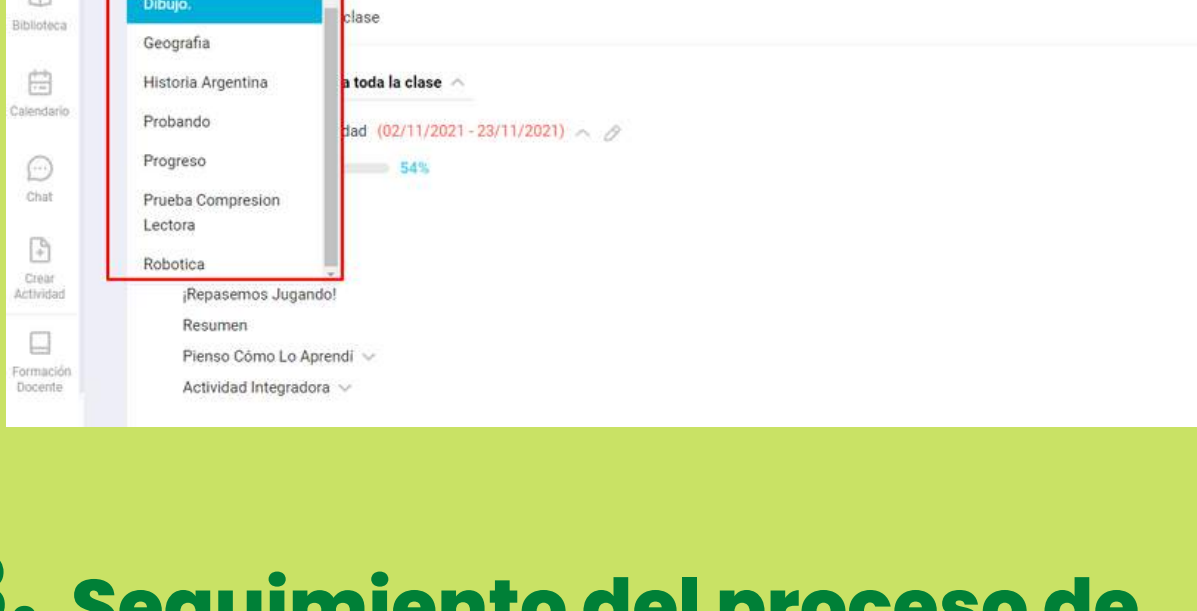 Biblioteca
Calendario
Chat
Crear
Actividad
Formación
Docente
Dibujo.
Geografia
Historia Argentina
Probando
Progreso
Prueba Compresion
Lectora
Robotica
clase
a toda la clase
dad (02/11/2021 - 23/11/2021)
54%
¡Repasemos Jugando!
Resumen
Pienso Cómo Lo Aprendí
Actividad Integradora
Seguimiento del proceso de